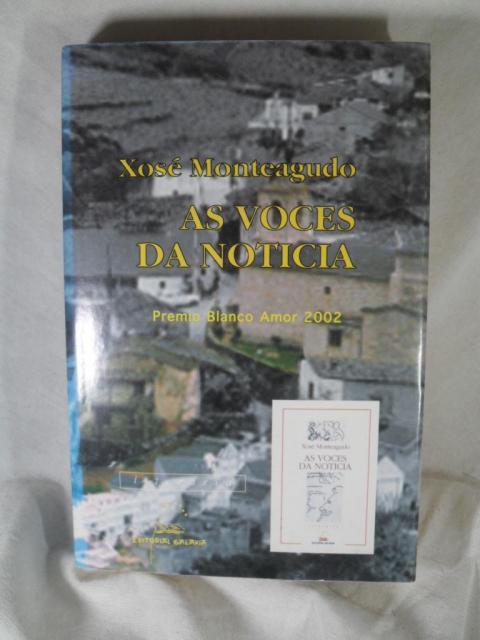 Xosé Monteagudo
AS VOCES
DA NOTICIA
Premio Blanco Amor 2002
Xosé Monteagudo
AS VOCES
DA NOTICIA
EDITORIAL GALAXIA